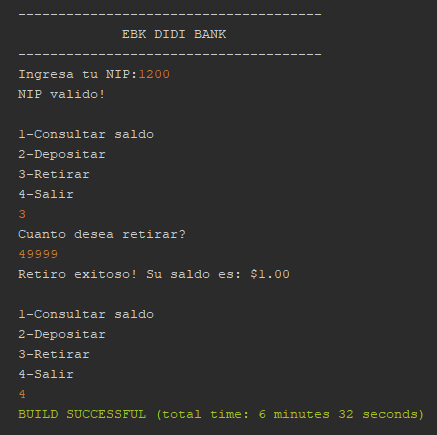 --------------------------------------
EBK DIDI BANK
--------------------------------------
Ingresa tu NIP:1200
NIP valido!
1-Consultar saldo
2-Depositar
3-Retirar
4-Salir
3
Cuanto desea retirar?
49999
Retiro exitoso! Su saldo es: $1.00
1-Consultar saldo
2-Depositar
3-Retirar
4-Salir
4
BUILD SUCCESSFUL (total time: 6 minutes 32 seconds)